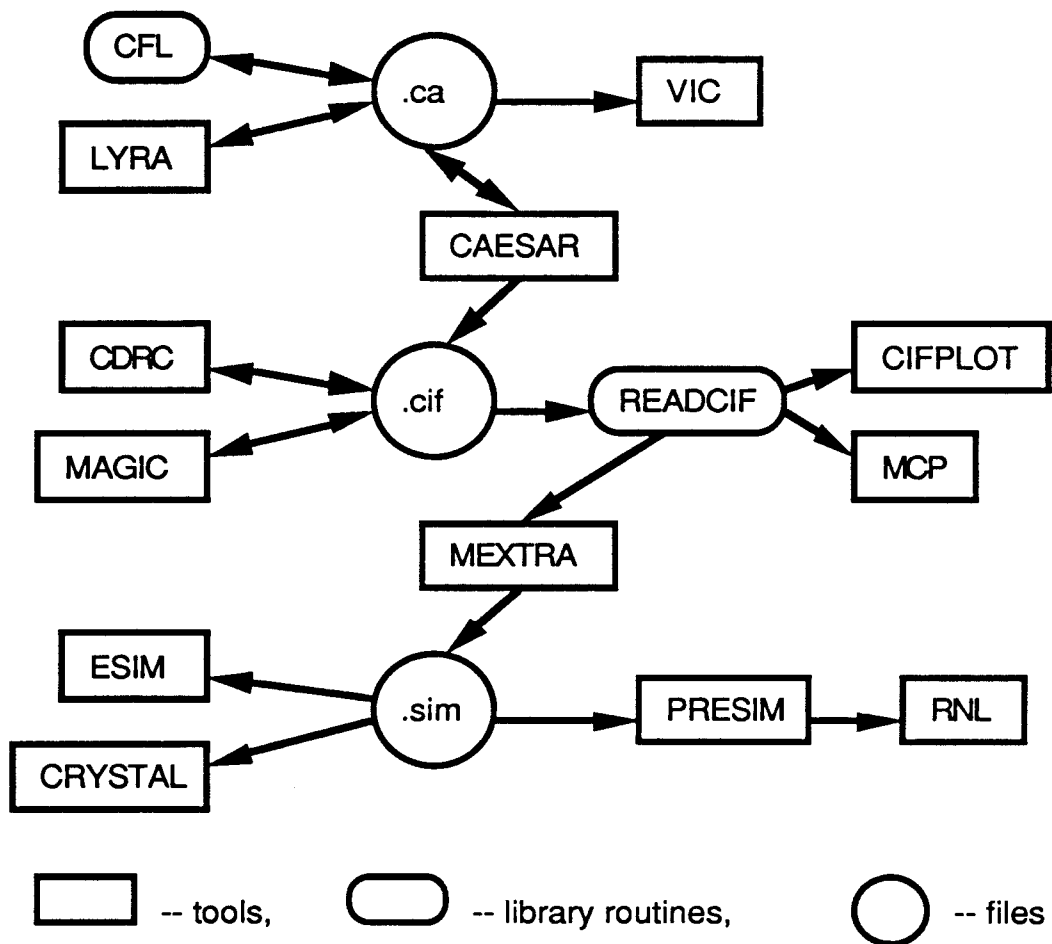 CFL
.ca
VIC
LYRA
CAESAR
CDRC
.cif
READCIF
CIFPLOT
MAGIC
MCP
MEXTRA
ESIM
.sim
PRESIM
RNL
CRYSTAL
-- tools,
-- library routines,
-- files